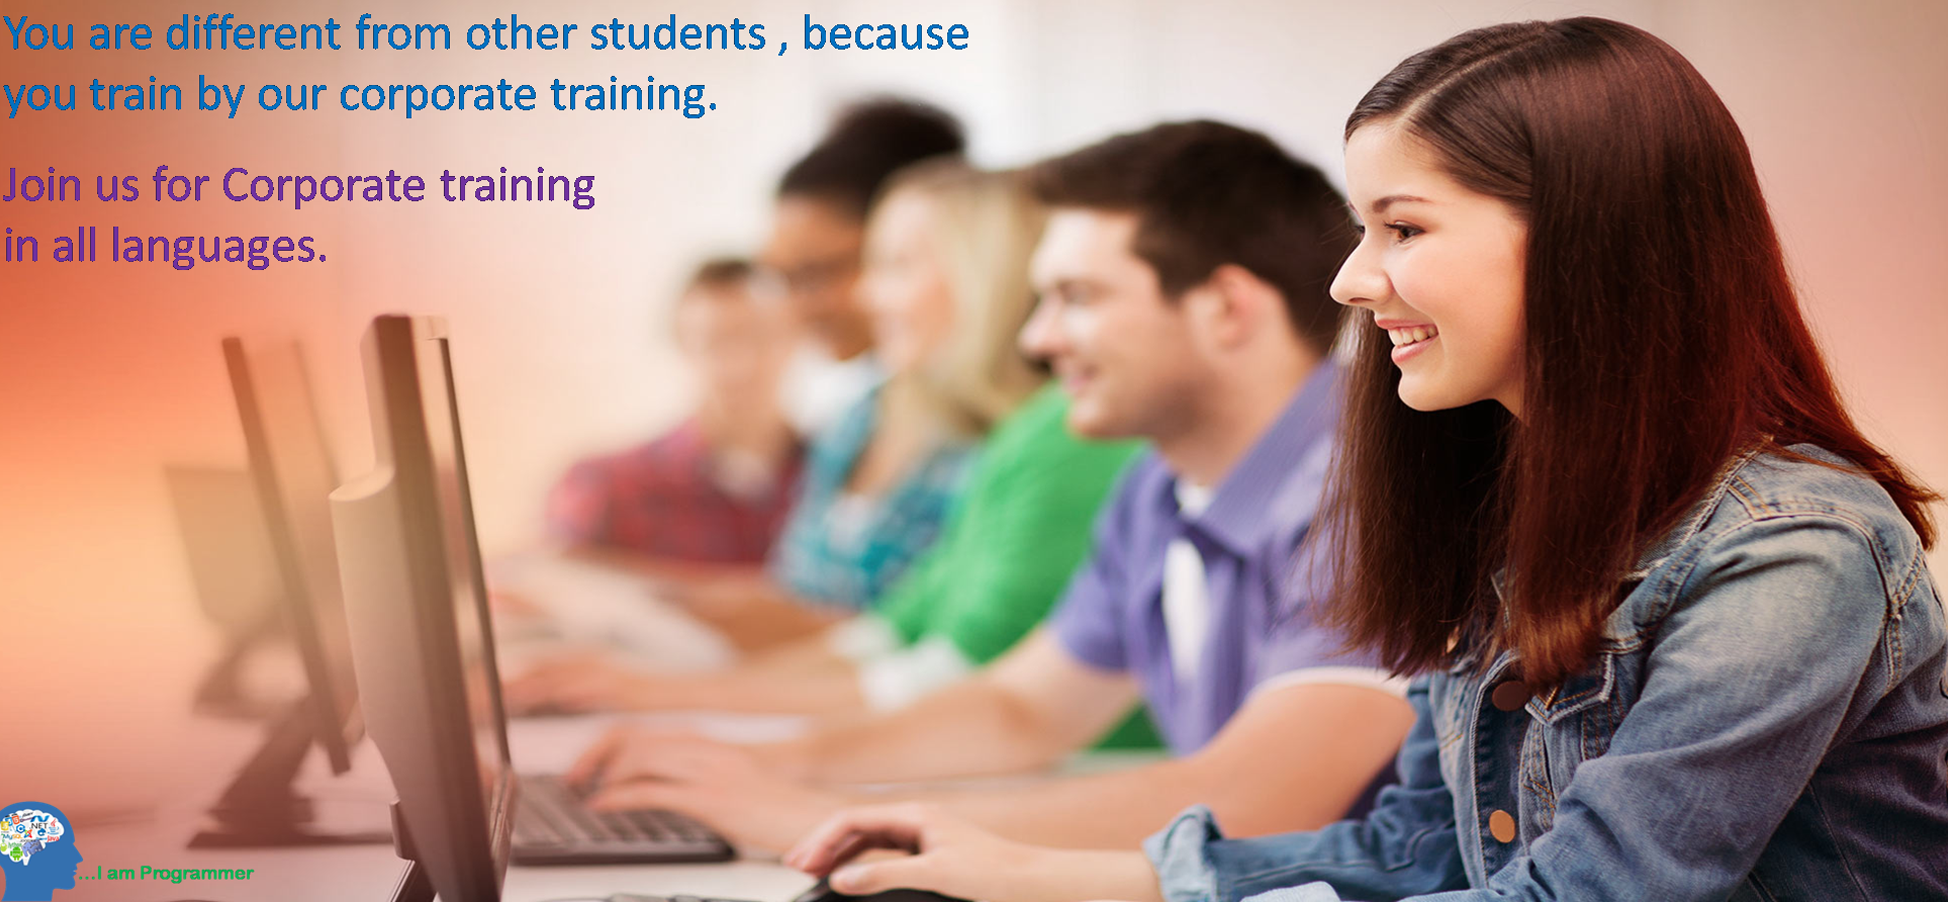 You are different from other students , because
you train by our corporate training.
Join us for Corporate training
in all languages.
.NET
...I am Programmer